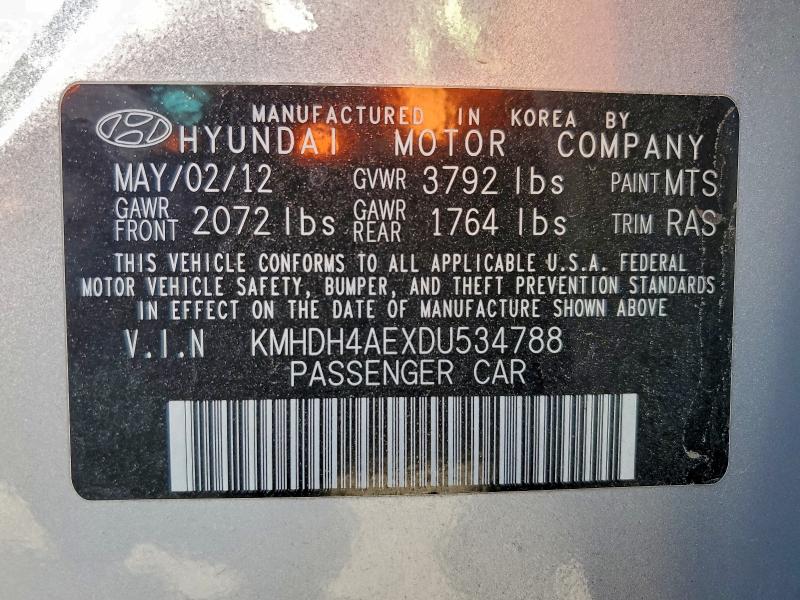 MANUFACTURED IN KOREA BY
HYUNDAI MOTOR COMPANY
MAY/02/12 GVWR 3792 lbs PAINT MTS
GAWR FRONT 2072 lbs GAWR REAR 1764 lbs TRIM RAS
THIS VEHICLE CONFORMS TO ALL APPLICABLE U.S.A. FEDERAL
MOTOR VEHICLE SAFETY, BUMPER, AND THEFT PREVENTION STANDARDS
IN EFFECT ON THE DATE OF MANUFACTURE SHOWN ABOVE
V.I.N KMHDH4AEXDU534788
PASSENGER CAR